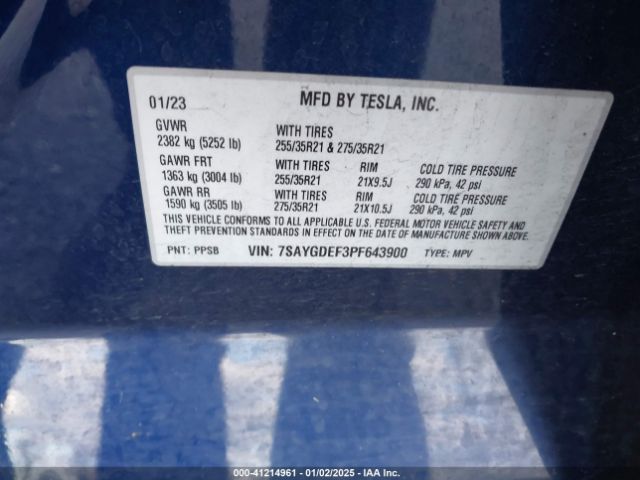 01/23 MFD BY TESLA, INC.
GVWR
2382 kg (5252 lb) WITH TIRES
255/35R21 & 275/35R21
GAWR FRT WITH TIRES RIM COLD TIRE PRESSURE
1363 kg (3004 lb) 255/35R21 21X9.5J 290 kPa, 42 psi
GAWR RR WITH TIRES RIM COLD TIRE PRESSURE
1590 kg (3505 lb) 275/35R21 21X10.5J 290 kPa, 42 psi
THIS VEHICLE CONFORMS TO ALL APPLICABLE U.S. FEDERAL MOTOR VEHICLE SAFETY AND
THEFT PREVENTION STANDARDS IN EFFECT ON THE DATE OF MANUFACTURE SHOWN ABOVE.
PNT: PPSB VIN: 7SAYGDEF3PF643900 TYPE: MPV
000-41214961 - 01/02/2025 - IAA Inc.